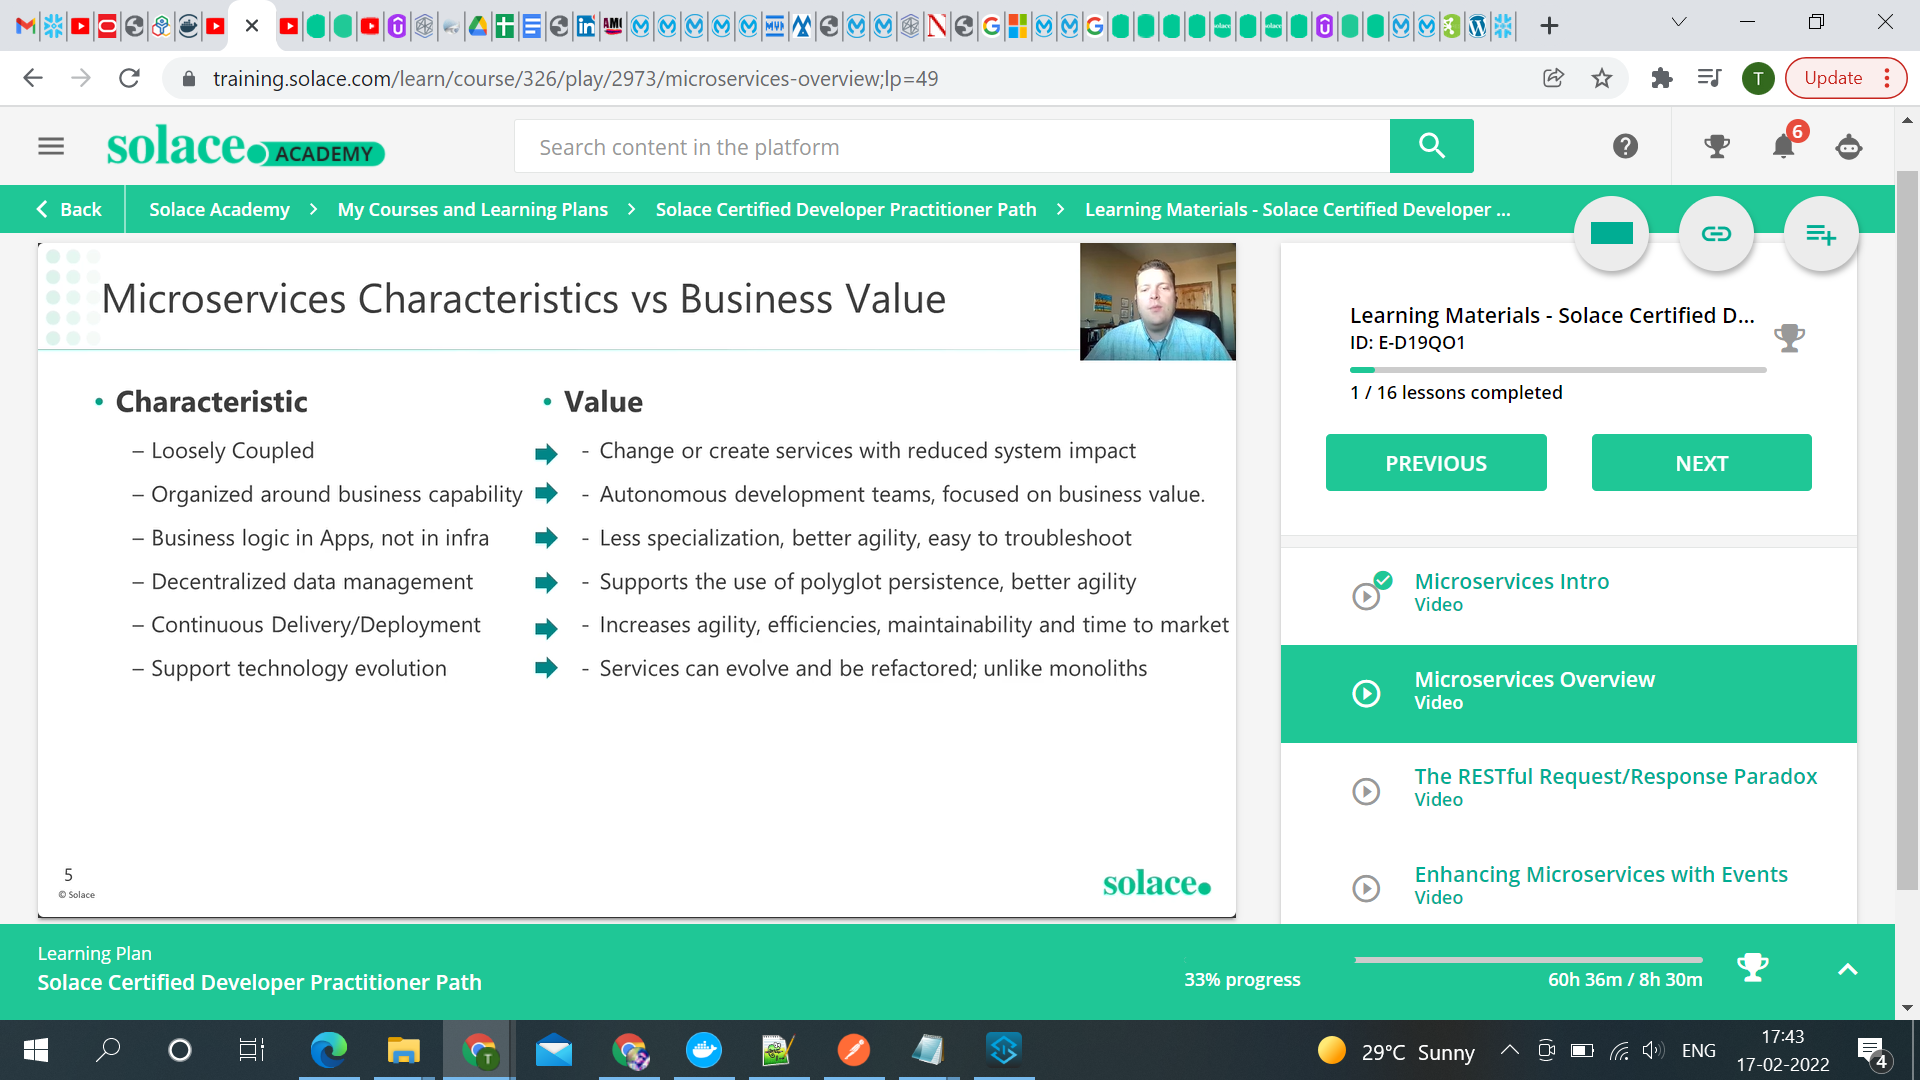 training.solace.com/learn/course/326/play/2973/microservices-overview;lp=49
T
Update
solace. ACADEMY
Search content in the platform
6
Back
Solace Academy > My Courses and Learning Plans > Solace Certified Developer Practitioner Path > Learning Materials - Solace Certified Developer ...
Microservices Characteristics vs Business Value
• Characteristic
– Loosely Coupled
– Organized around business capability
– Business logic in Apps, not in infra
– Decentralized data management
– Continuous Delivery/Deployment
– Support technology evolution
• Value
- Change or create services with reduced system impact
- Autonomous development teams, focused on business value.
- Less specialization, better agility, easy to troubleshoot
- Supports the use of polyglot persistence, better agility
- Increases agility, efficiencies, maintainability and time to market
- Services can evolve and be refactored; unlike monoliths
5
© Solace
solace.
Learning Materials - Solace Certified D...
ID: E-D19QO1
1 / 16 lessons completed
PREVIOUS
NEXT
Microservices Intro
Video
Microservices Overview
Video
The RESTful Request/Response Paradox
Video
Enhancing Microservices with Events
Video
Learning Plan
Solace Certified Developer Practitioner Path
33% progress
60h 36m / 8h 30m
29°C Sunny
ENG
17:43
17-02-2022
4